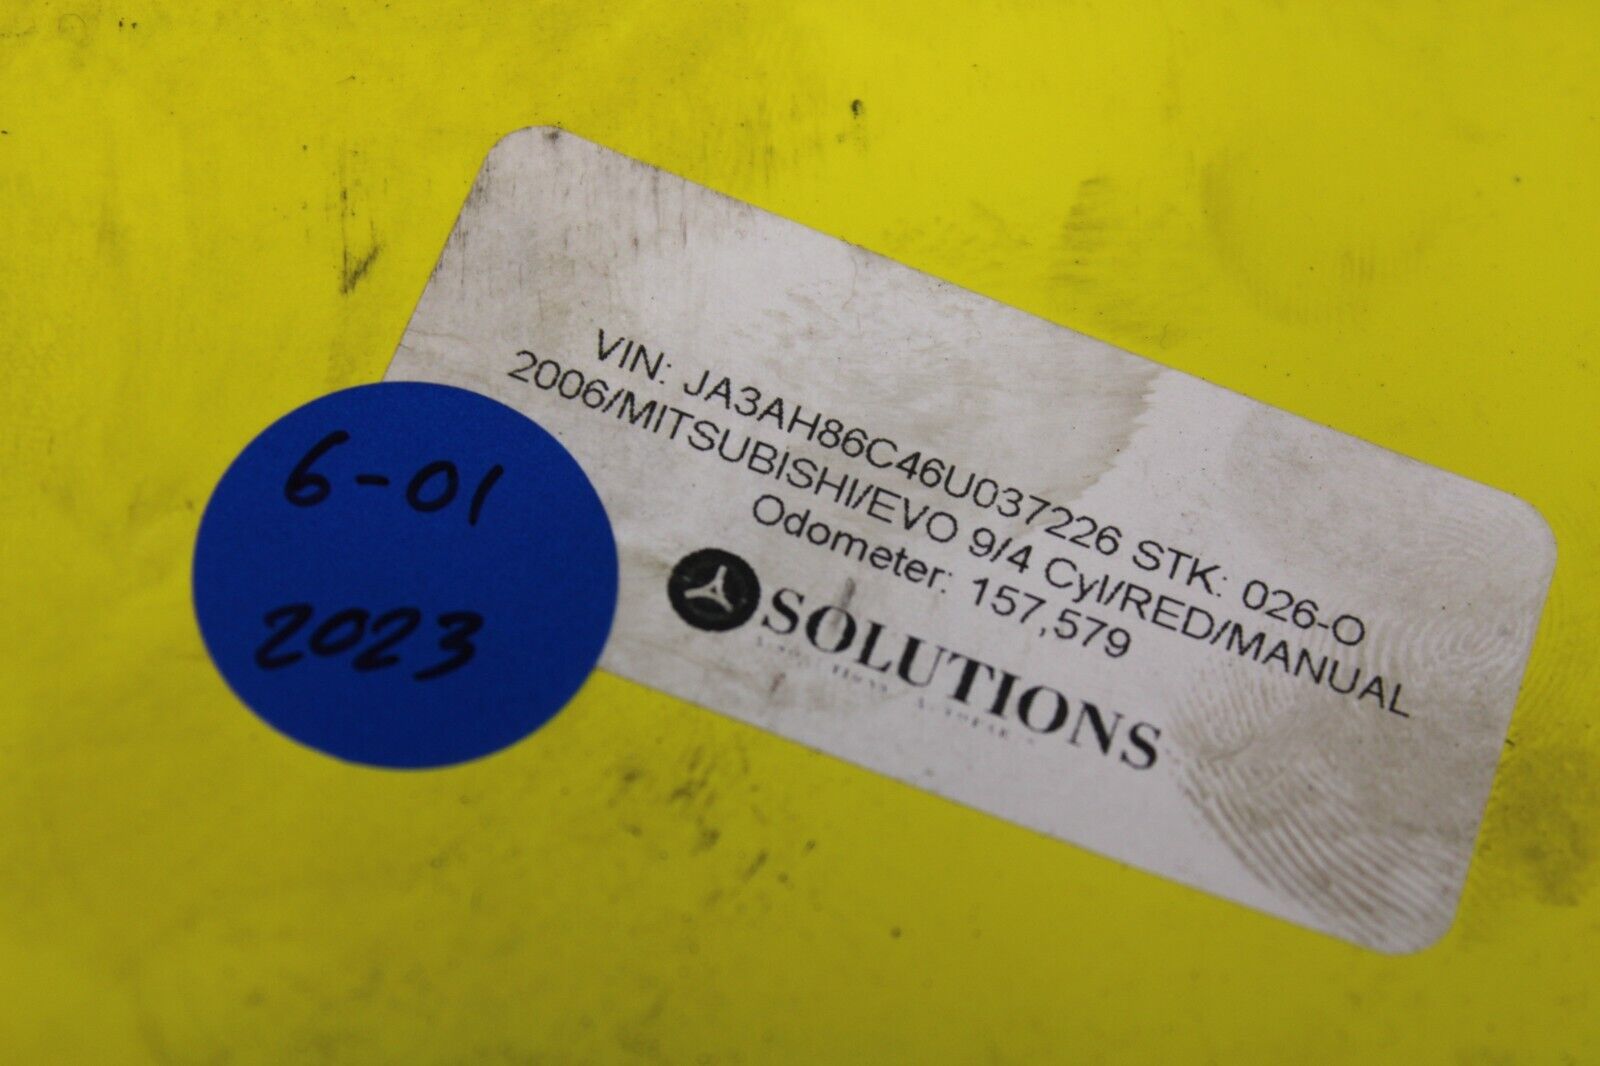 VIN: JA3AH86C46U037226 STK: 026-O
2006/MITSUBISHI/EVO 9/4 Cyl/RED/MANUAL
Odometer: 157,579
SOLUTIONS
6-01
2023